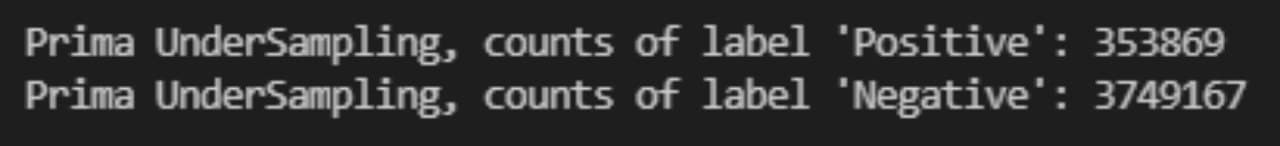 Prima UnderSampling, counts of label 'Positive': 353869
Prima UnderSampling, counts of label 'Negative': 3749167